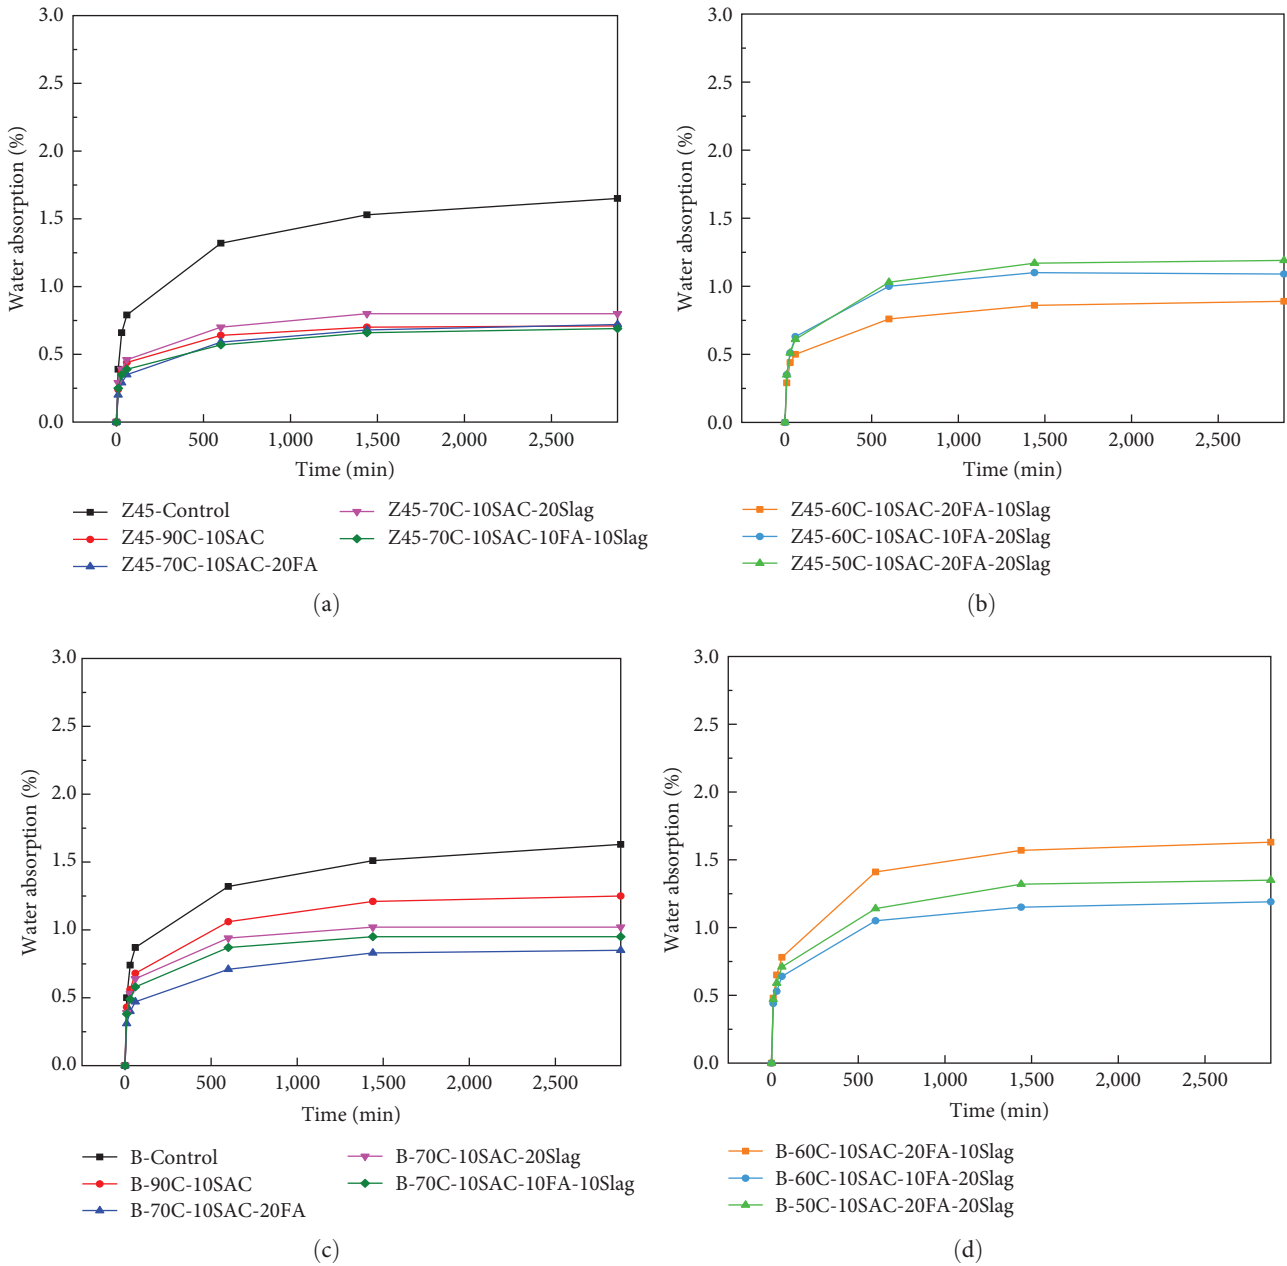 3.0
2.5
2.0
1.5
1.0
0.5
0.0
Water absorption (%)
0 500 1,000 1,500 2,000 2,500
Time (min)
Z45-Control
Z45-90C-10SAC
Z45-70C-10SAC-20FA
Z45-70C-10SAC-20Slag
Z45-70C-10SAC-10FA-10Slag
(a)
3.0
2.5
2.0
1.5
1.0
0.5
0.0
Water absorption (%)
0 500 1,000 1,500 2,000 2,500
Time (min)
Z45-60C-10SAC-20FA-10Slag
Z45-60C-10SAC-10FA-20Slag
Z45-50C-10SAC-20FA-20Slag
(b)
3.0
2.5
2.0
1.5
1.0
0.5
0.0
Water absorption (%)
0 500 1,000 1,500 2,000 2,500
Time (min)
B-Control
B-90C-10SAC
B-70C-10SAC-20FA
B-70C-10SAC-20Slag
B-70C-10SAC-10FA-10Slag
(c)
3.0
2.5
2.0
1.5
1.0
0.5
0.0
Water absorption (%)
0 500 1,000 1,500 2,000 2,500
Time (min)
B-60C-10SAC-20FA-10Slag
B-60C-10SAC-10FA-20Slag
B-50C-10SAC-20FA-20Slag
(d)